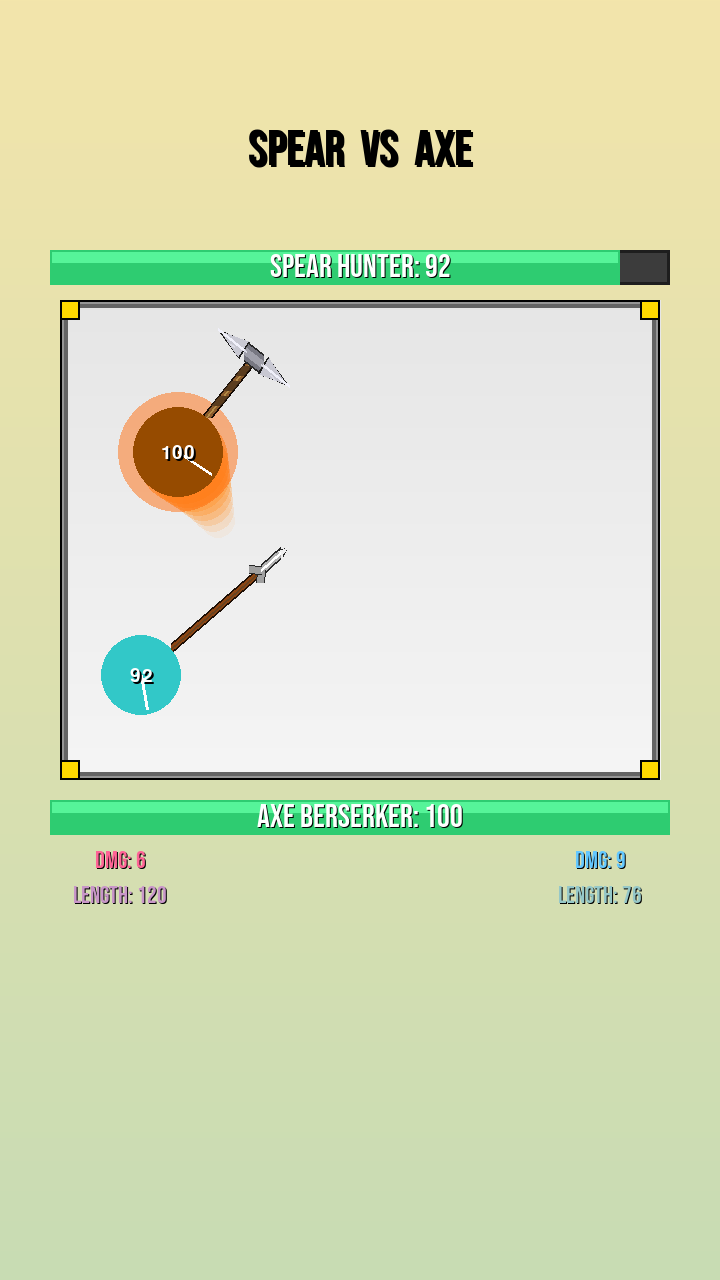 SPEAR VS AXE
SPEAR HUNTER: 92
100
92
AXE BERSERKER: 100
DMG: 6
DMG: 9
LENGTH: 120
LENGTH: 76